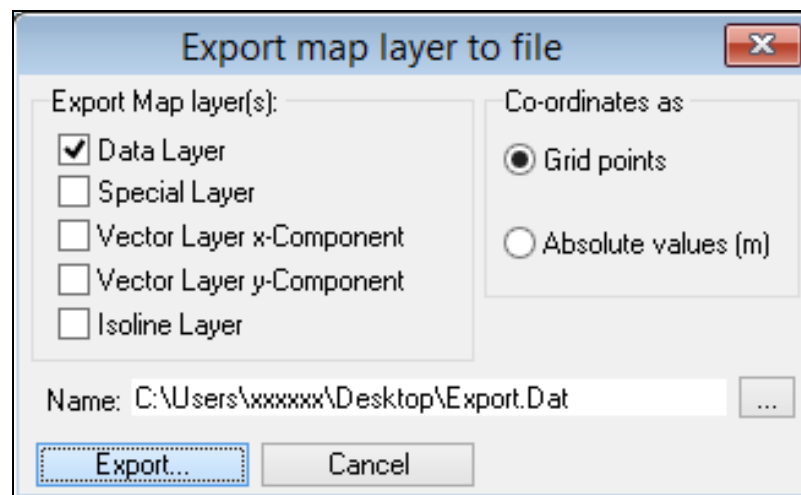 Export map layer to file
Export Map layer(s):
Data Layer
Special Layer
Vector Layer x-Component
Vector Layer y-Component
Isoline Layer
Co-ordinates as
Grid points
Absolute values (m)
Name: C:\Users\xxxxxx\Desktop\Export.Dat ...
Export... Cancel